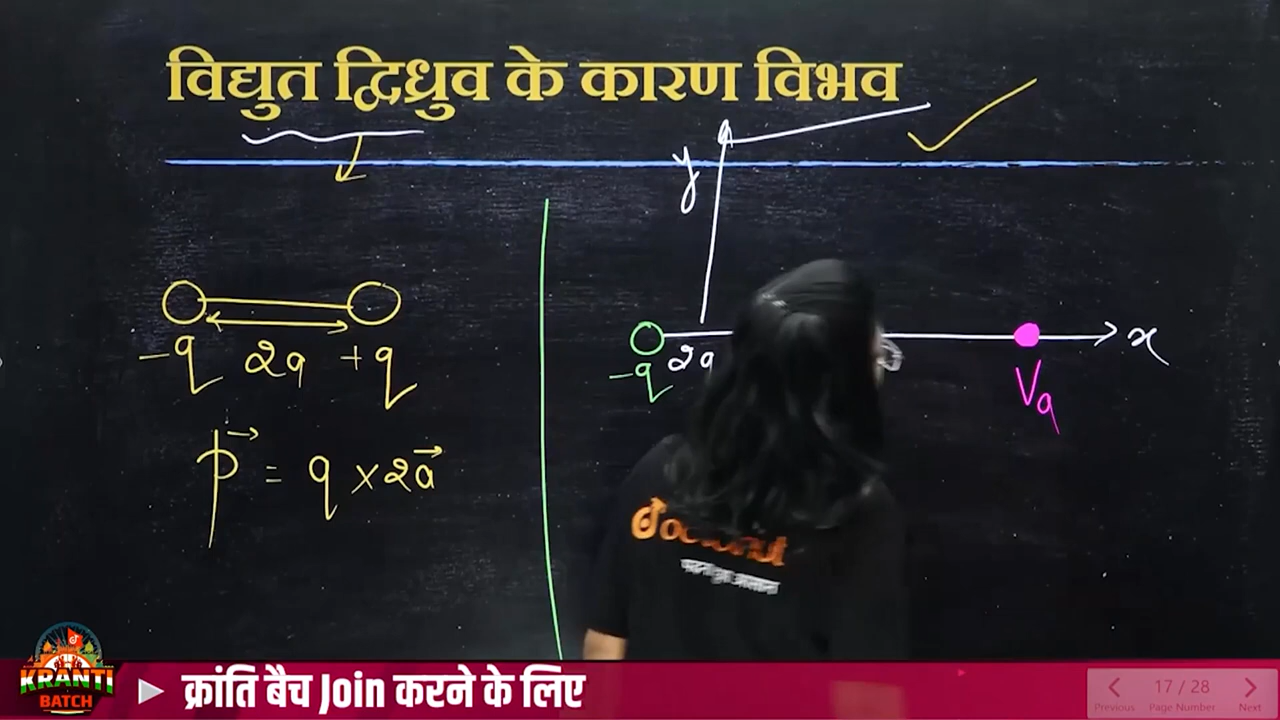 विद्युत द्विध्रुव के कारण विभव
y
-q 2a +q
p⃗ = q × 2a⃗
-q 2a
x
Va
KRANTI
BATCH
क्रांति बैच Join करने के लिए
17 / 28
Previous Page Number Next